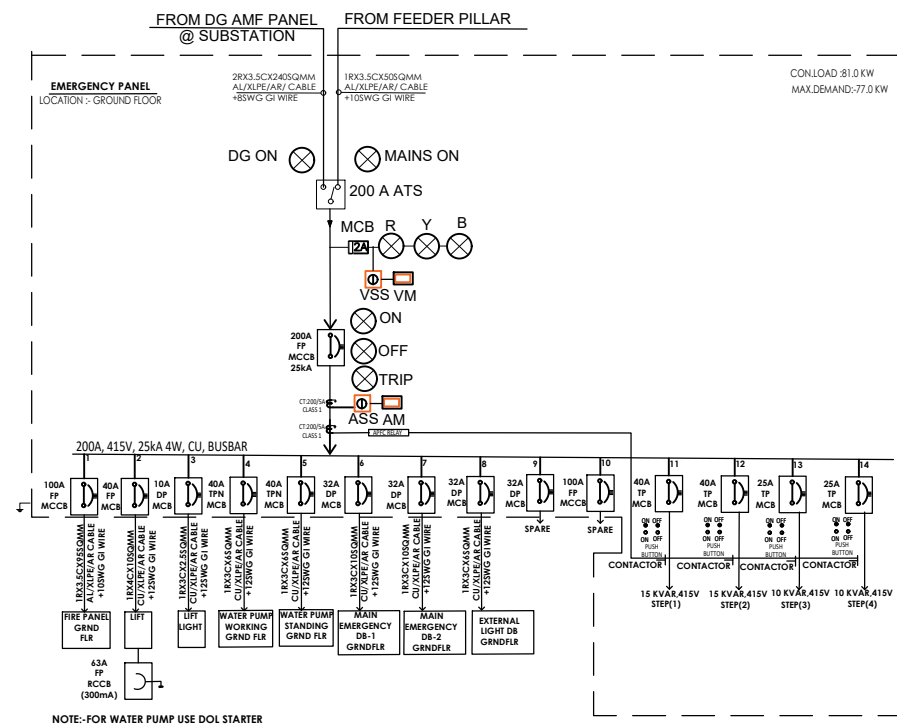 FROM DG AMF PANEL
@ SUBSTATION
FROM FEEDER PILLAR
EMERGENCY PANEL
LOCATION :- GROUND FLOOR
2RX3.5CX240SQMM
AL/XLPE/AR/ CABLE
+8SWG GI WIRE
1RX3.5CX50SQMM
AL/XLPE/AR/ CABLE
+10SWG GI WIRE
CON.LOAD :81.0 KW
MAX.DEMAND:-77.0 KW
DG ON
MAINS ON
200 A ATS
MCB R Y B
2A
VSS VM
ON
200A
FP
MCCB
25kA
OFF
TRIP
CT:200/5A
CLASS 1
ASS AM
CT:200/5A
CLASS 1
APFC RELAY
200A, 415V, 25kA 4W, CU, BUSBAR
1 2 3 4 5 6 7 8 9 10 11 12 13 14
100A
FP
MCCB
40A
FP
MCB
10A
DP
MCB
40A
TPN
MCB
40A
TPN
MCB
32A
DP
MCB
32A
DP
MCB
32A
DP
MCB
32A
DP
MCB
100A
FP
MCB
40A
TP
MCB
40A
TP
MCB
25A
TP
MCB
25A
TP
MCB
1RX3.5CX95SQMM
AL/XLPE/AR CABLE
+10SWG GI WIRE
1RX4CX10SQMM
CU/XLPE/AR CABLE
+12SWG GI WIRE
1RX3CX2.5SQMM
CU/XLPE/AR CABLE
+12SWG GI WIRE
1RX3CX6SQMM
CU/XLPE/AR CABLE
+12SWG GI WIRE
1RX3CX6SQMM
CU/XLPE/AR CABLE
+12SWG GI WIRE
1RX3CX10SQMM
CU/XLPE/AR CABLE
+12SWG GI WIRE
1RX3CX10SQMM
CU/XLPE/AR CABLE
+12SWG GI WIRE
1RX3CX6SQMM
CU/XLPE/AR CABLE
+12SWG GI WIRE
SPARE
SPARE
ON OFF
ON OFF
PUSH
BUTTON
ON OFF
ON OFF
PUSH
BUTTON
ON OFF
ON OFF
PUSH
BUTTON
ON OFF
ON OFF
PUSH
BUTTON
CONTACTOR
CONTACTOR
CONTACTOR
CONTACTOR
15 KVAR,415V
STEP(1)
15 KVAR,415V
STEP(2)
10 KVAR,415V
STEP(3)
10 KVAR,415V
STEP(4)
FIRE PANEL
GRND
FLR
LIFT
LIFT
LIGHT
WATER PUMP
WORKING
GRND FLR
WATER PUMP
STANDING
GRND FLR
MAIN
EMERGENCY
DB-1
GRNDFLR
MAIN
EMERGENCY
DB-2
GRNDFLR
EXTERNAL
LIGHT DB
GRNDFLR
63A
FP
RCCB
(300mA)
NOTE:-FOR WATER PUMP USE DOL STARTER